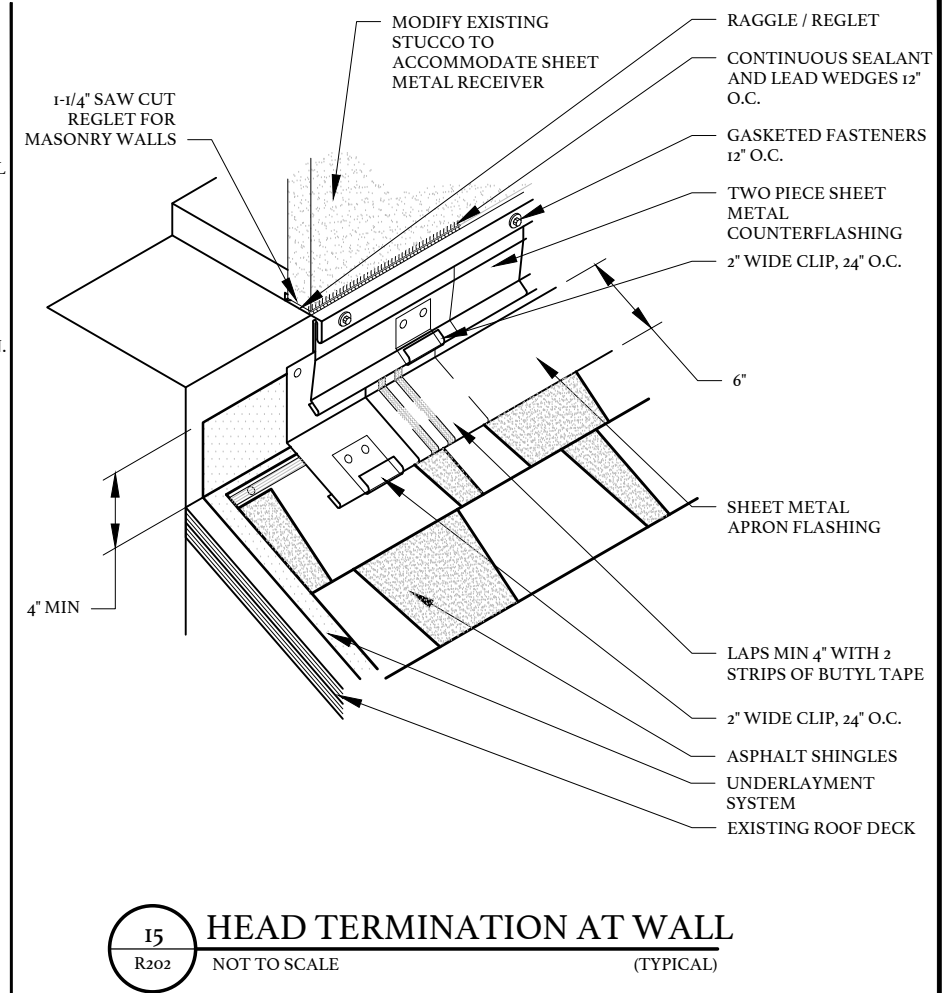 MODIFY EXISTING
STUCCO TO
ACCOMMODATE SHEET
METAL RECEIVER
RAGGLE / REGLET
CONTINUOUS SEALANT
AND LEAD WEDGES 12"
O.C.
1-1/4" SAW CUT
REGLET FOR
MASONRY WALLS
GASKETED FASTENERS
12" O.C.
TWO PIECE SHEET
METAL
COUNTERFLASHING
2" WIDE CLIP, 24" O.C.
6"
SHEET METAL
APRON FLASHING
4" MIN
LAPS MIN 4" WITH 2
STRIPS OF BUTYL TAPE
2" WIDE CLIP, 24" O.C.
ASPHALT SHINGLES
UNDERLAYMENT
SYSTEM
EXISTING ROOF DECK
15
R202
HEAD TERMINATION AT WALL
NOT TO SCALE (TYPICAL)